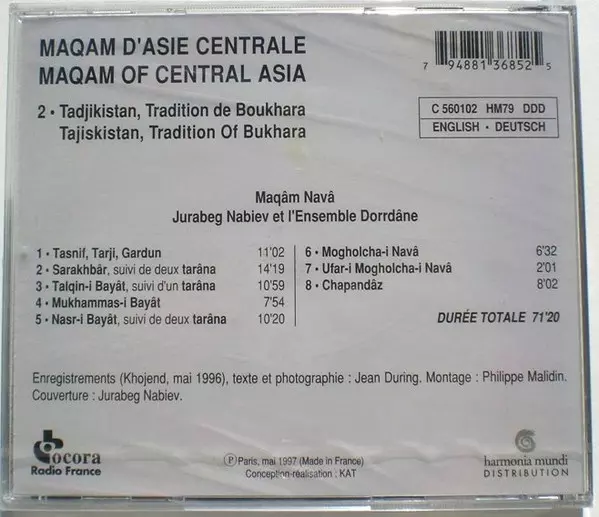 MAQAM D'ASIE CENTRALE
MAQAM OF CENTRAL ASIA
7 94881 36852 5
2 • Tadjikistan, Tradition de Boukhara
Tajiskistan, Tradition Of Bukhara
C 560102 HM79 DDD
ENGLISH • DEUTSCH
Maqâm Navâ
Jurabeg Nabiev et l'Ensemble Dorrdâne
1 • Tasnif, Tarji, Gardun 11'02
2 • Sarakhbâr, suivi de deux tarâna 14'19
3 • Talqin-i Bayât, suivi d'un tarâna 10'59
4 • Mukhammas-i Bayât 7'54
5 • Nasr-i Bayât, suivi de deux tarâna 10'20
6 • Mogholcha-i Navâ 6'32
7 • Ufar-i Mogholcha-i Navâ 2'01
8 • Chapandâz 8'02
DURÉE TOTALE 71'20
Enregistrements (Khojend, mai 1996), texte et photographie : Jean During. Montage : Philippe Malidin.
Couverture : Jurabeg Nabiev.
ocora
Radio France
Ⓟ Paris, mai 1997 (Made in France)
Conception-réalisation : KAT
harmonia mundi
DISTRIBUTION